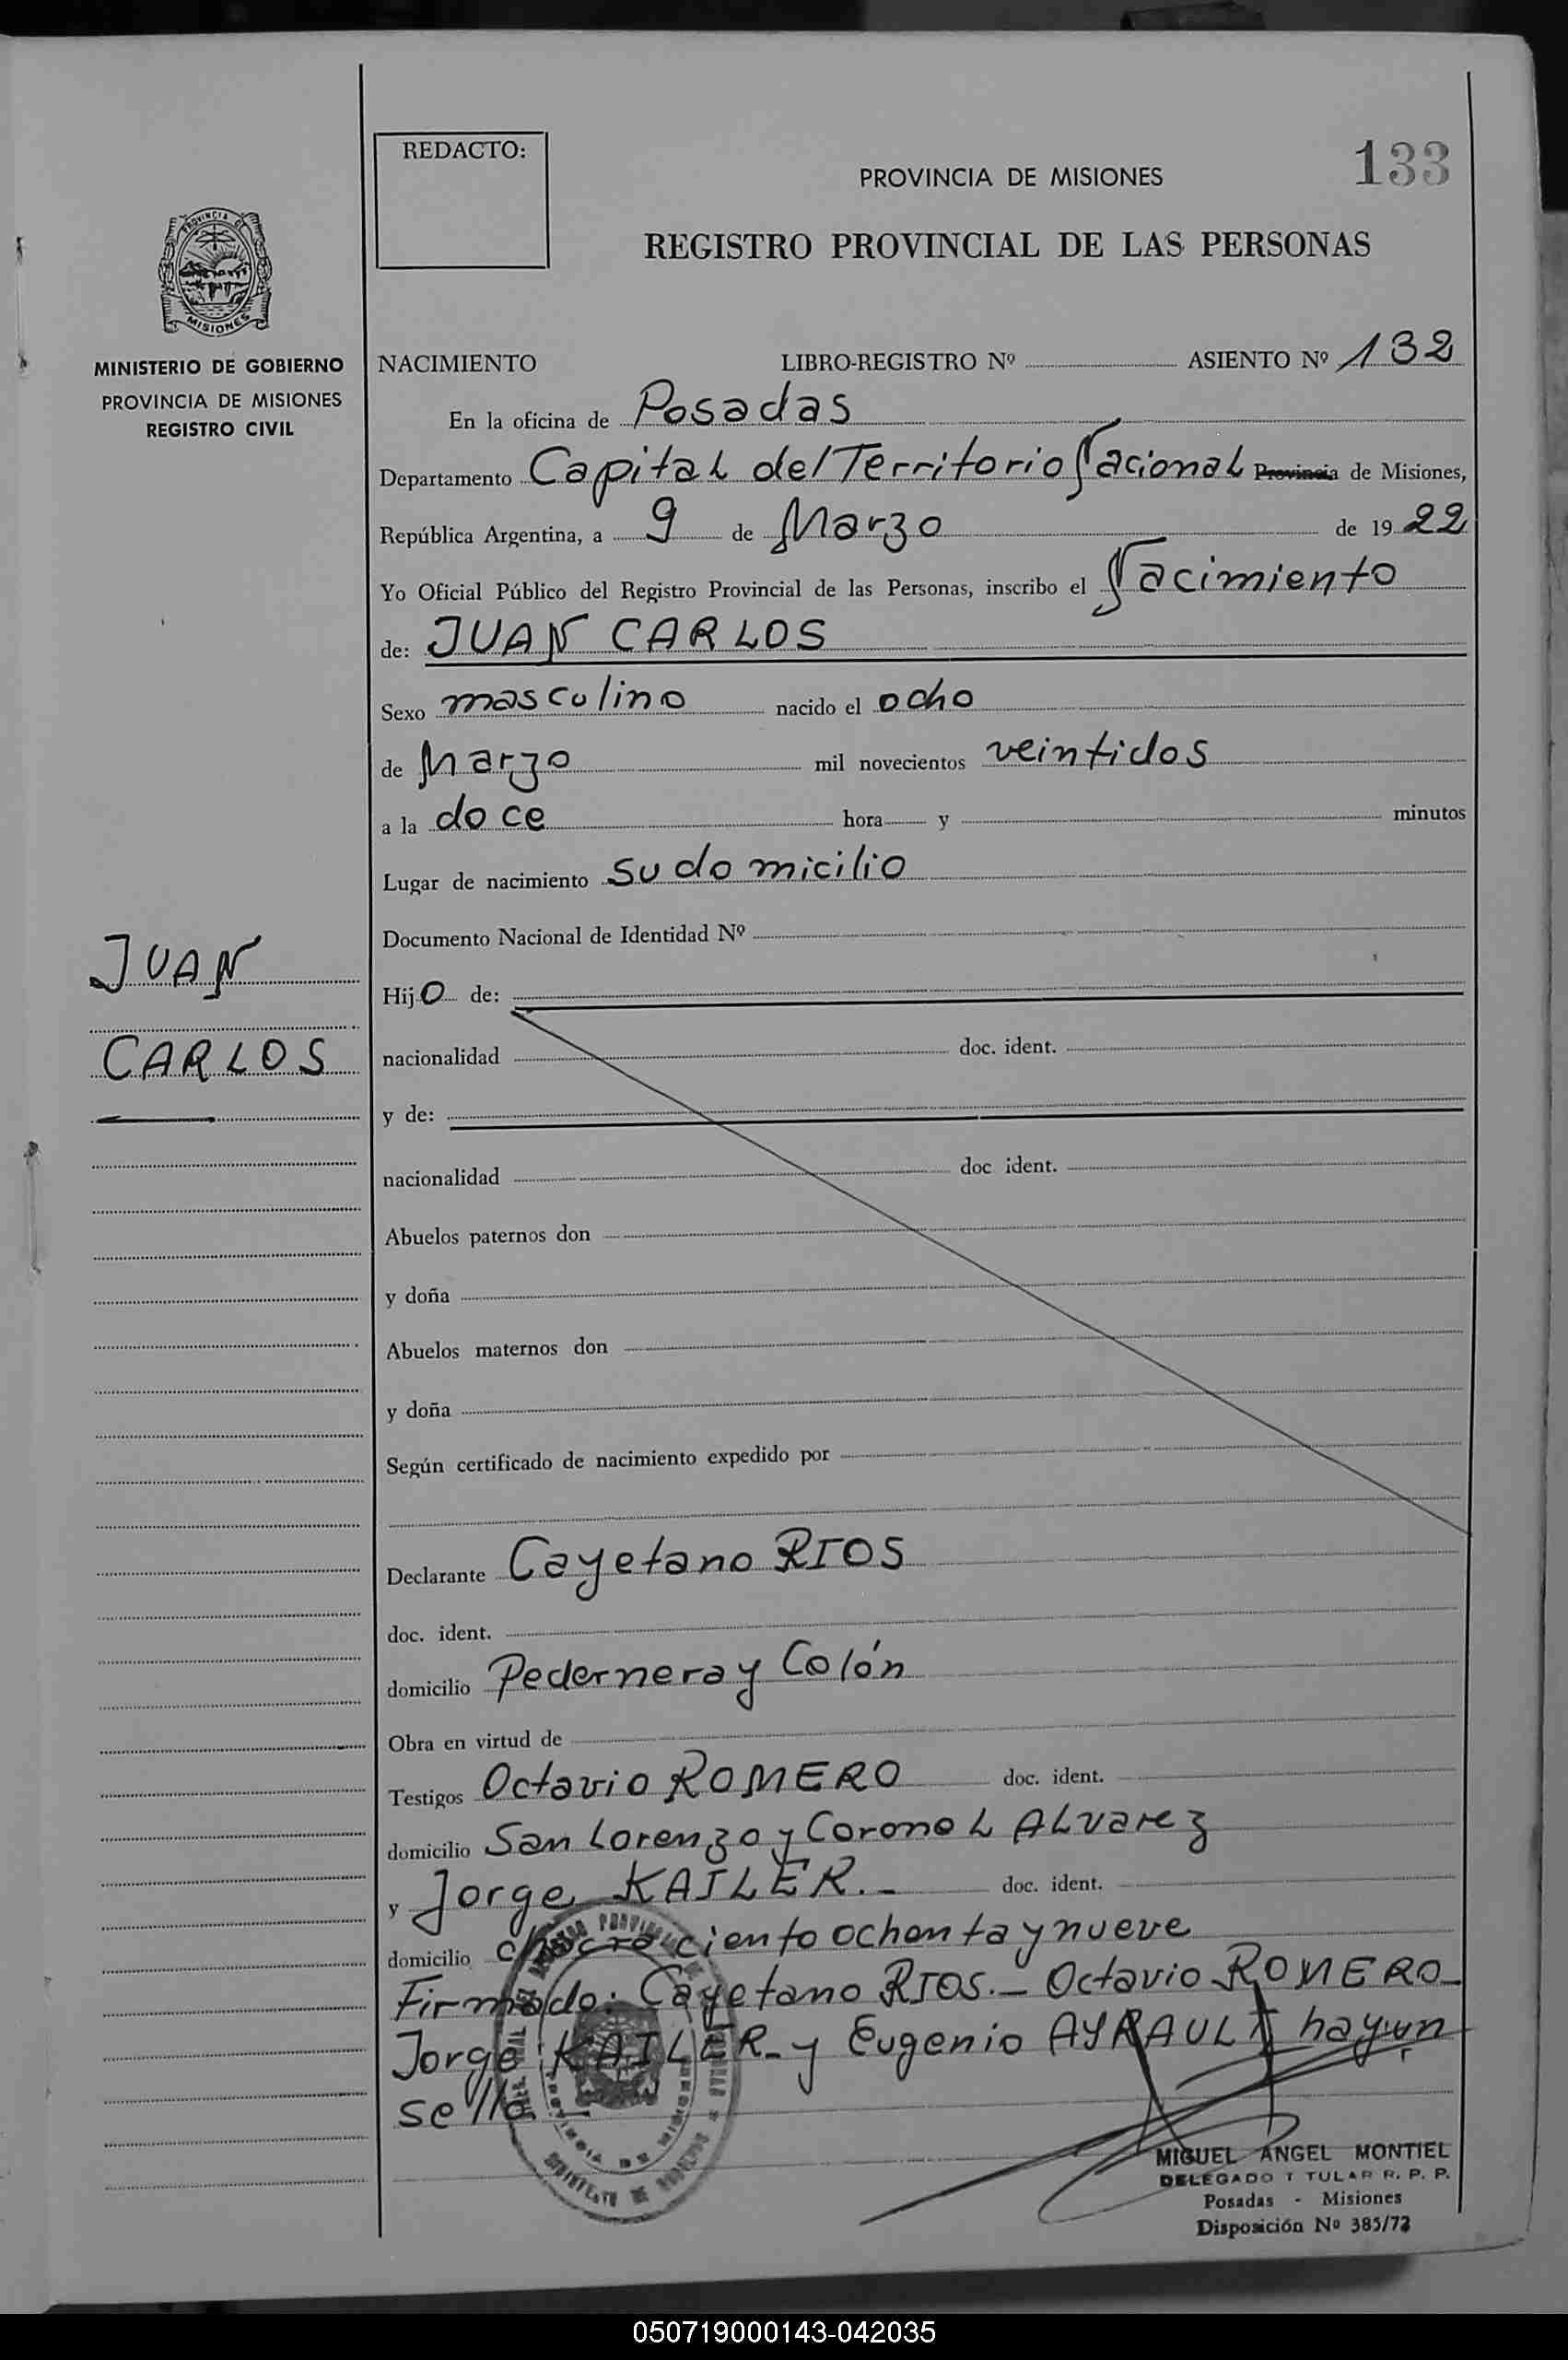 REDACTO:
133
PROVINCIA DE MISIONES
REGISTRO PROVINCIAL DE LAS PERSONAS
PROVINCIA DE
MISIONES
MINISTERIO DE GOBIERNO
PROVINCIA DE MISIONES
REGISTRO CIVIL
NACIMIENTO LIBRO-REGISTRO Nº ASIENTO Nº 132
En la oficina de Posadas
Departamento Capital del Territorio Nacional Provincia de Misiones,
República Argentina, a 9 de Marzo de 1922
Yo Oficial Público del Registro Provincial de las Personas, inscribo el Nacimiento
de: JUAN CARLOS
Sexo masculino nacido el ocho
de Marzo mil novecientos veintidos
a la doce hora y minutos
Lugar de nacimiento su domicilio
Documento Nacional de Identidad Nº
JUAN
CARLOS
Hijo de:
nacionalidad doc. ident.
y de:
nacionalidad doc ident.
Abuelos paternos don
y doña
Abuelos maternos don
y doña
Según certificado de nacimiento expedido por
Declarante Cayetano RIOS
doc. ident.
domicilio Pedernera y Colón
Obra en virtud de
Testigos Octavio ROMERO doc. ident.
domicilio San Lorenzo y Coronel ALvarez
y Jorge KAILER.- doc. ident.
domicilio chacra ciento ochenta y nueve
Firmado: Cayetano RIOS.- Octavio ROMERO-
Jorge KAILER- y Eugenio AYRAULT hay un
sello
MIGUEL ANGEL MONTIEL
DELEGADO TITULAR R. P. P.
Posadas - Misiones
Disposición Nº 385/72
050719000143-042035